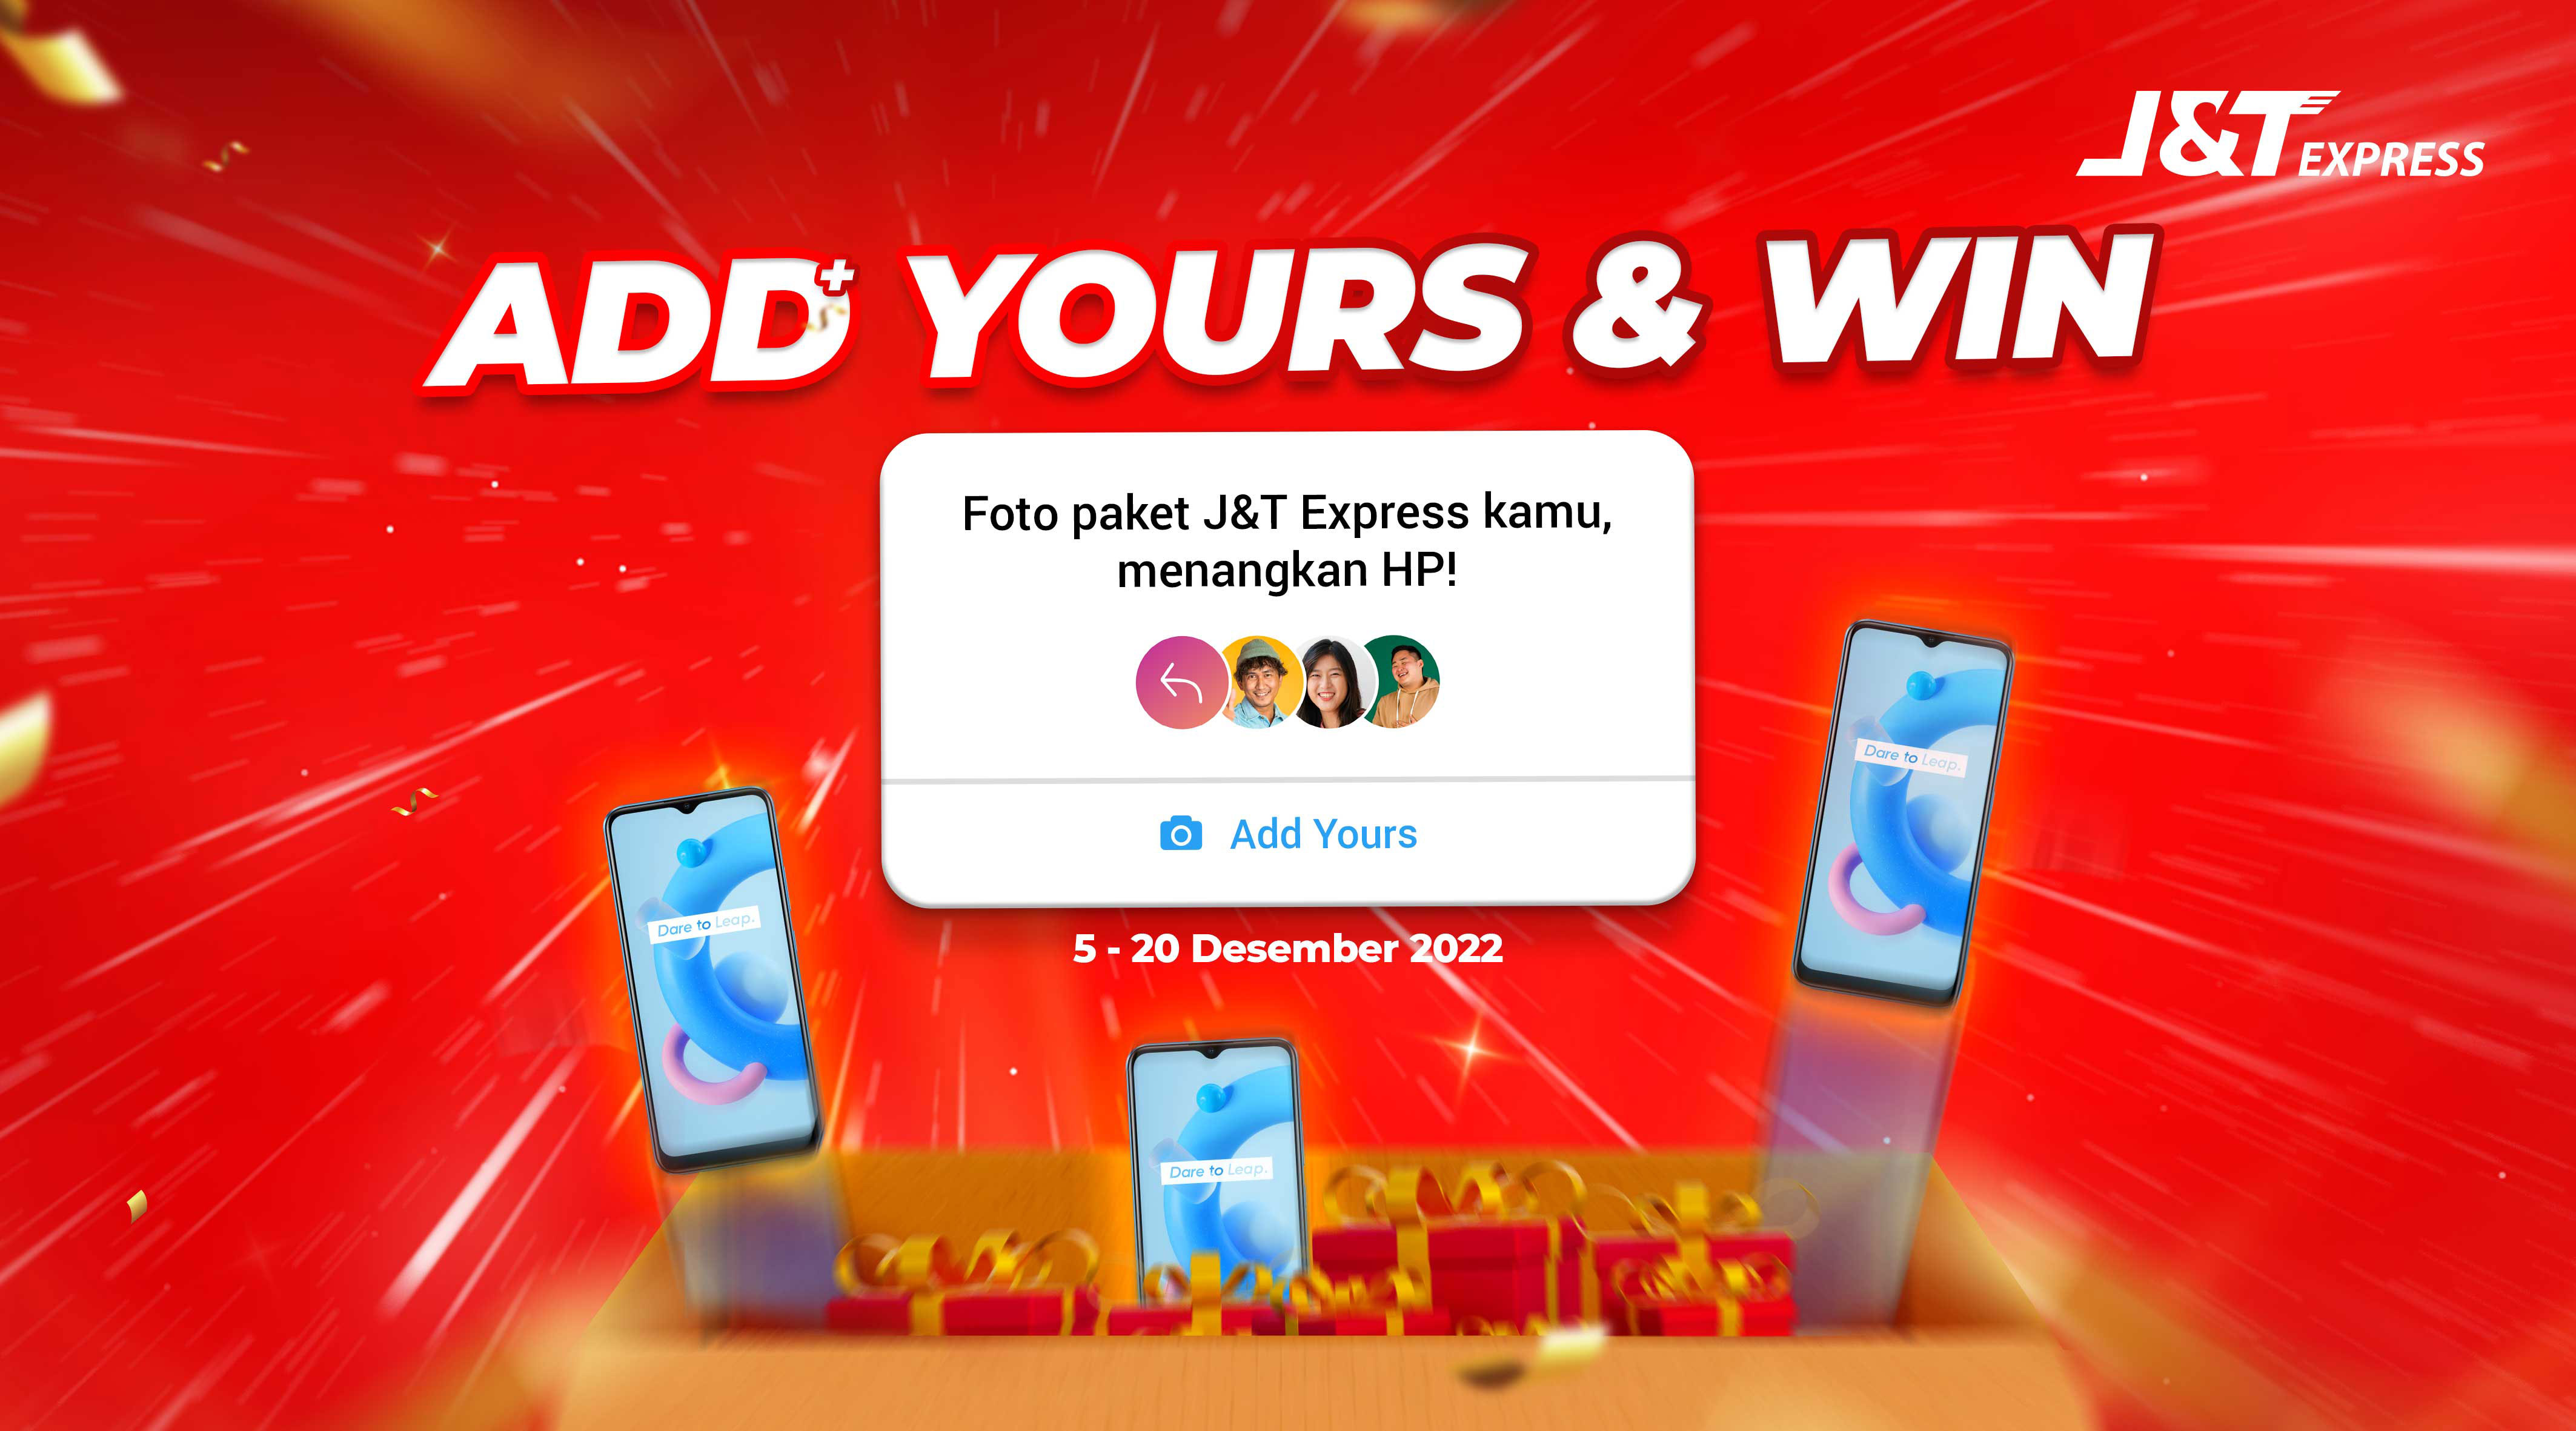 J&T EXPRESS
ADD+ YOURS & WIN
Foto paket J&T Express kamu,
menangkan HP!
Add Yours
5 - 20 Desember 2022
Dare to Leap.
Dare to Leap.
Dare to Leap.